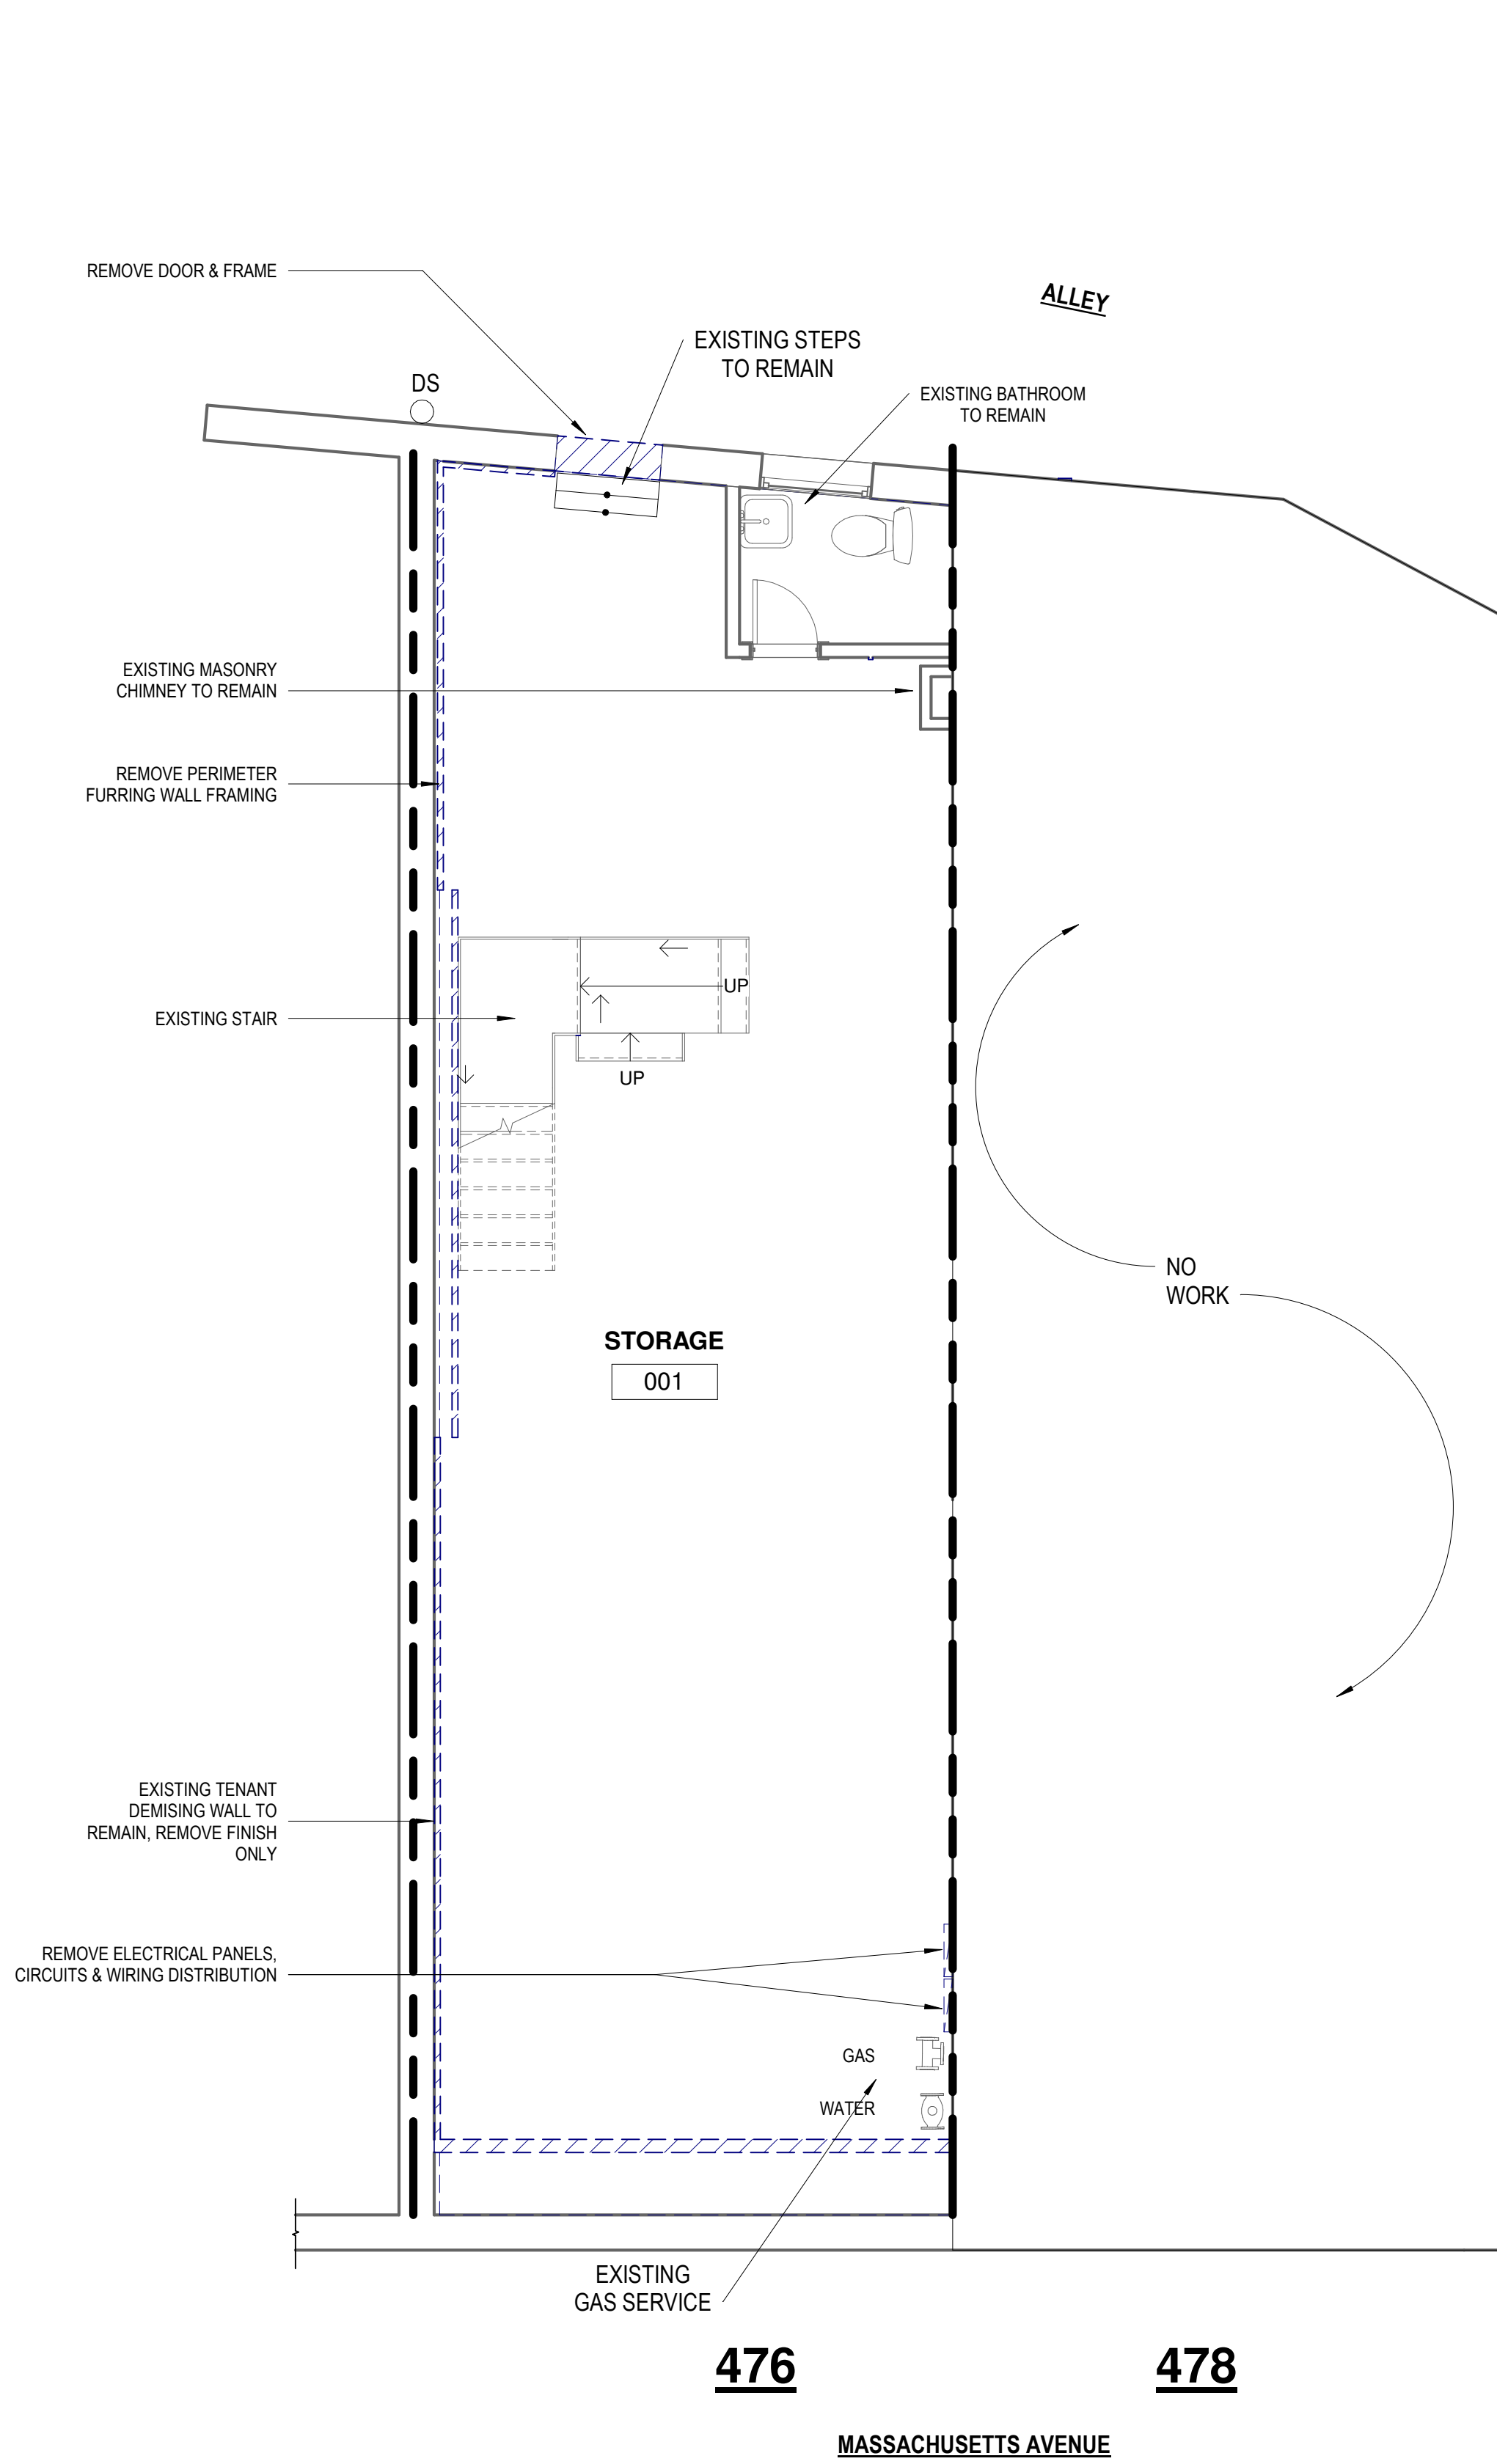 REMOVE DOOR & FRAME
ALLEY
EXISTING STEPS
TO REMAIN
DS
EXISTING BATHROOM
TO REMAIN
EXISTING MASONRY
CHIMNEY TO REMAIN
REMOVE PERIMETER
FURRING WALL FRAMING
UP
EXISTING STAIR
UP
NO
WORK
STORAGE
001
EXISTING TENANT
DEMISING WALL TO
REMAIN, REMOVE FINISH
ONLY
REMOVE ELECTRICAL PANELS,
CIRCUITS & WIRING DISTRIBUTION
GAS
WATER
EXISTING
GAS SERVICE
476
478
MASSACHUSETTS AVENUE